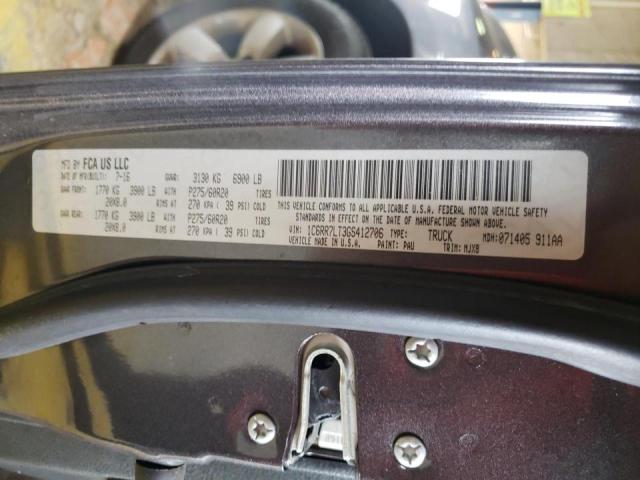 MFD BY FCA US LLC
DATE OF MFR(BUILT): 7-16 GVWR: 3130 KG 6900 LB
GAWR FRONT: 1770 KG 3900 LB WITH P275/60R20 TIRES
20X8.0 RIMS AT 270 KPA ( 39 PSI) COLD
GAWR REAR: 1770 KG 3900 LB WITH P275/60R20 TIRES
20X8.0 RIMS AT 270 KPA ( 39 PSI) COLD
THIS VEHICLE CONFORMS TO ALL APPLICABLE U.S.A. FEDERAL MOTOR VEHICLE SAFETY
STANDARDS IN EFFECT ON THE DATE OF MANUFACTURE SHOWN ABOVE.
VIN: 1C6RR7LT3GS412706 TYPE: TRUCK MDH:071405 911AA
VEHICLE MADE IN U.S.A. PAINT: PAU TRIM: MJX8